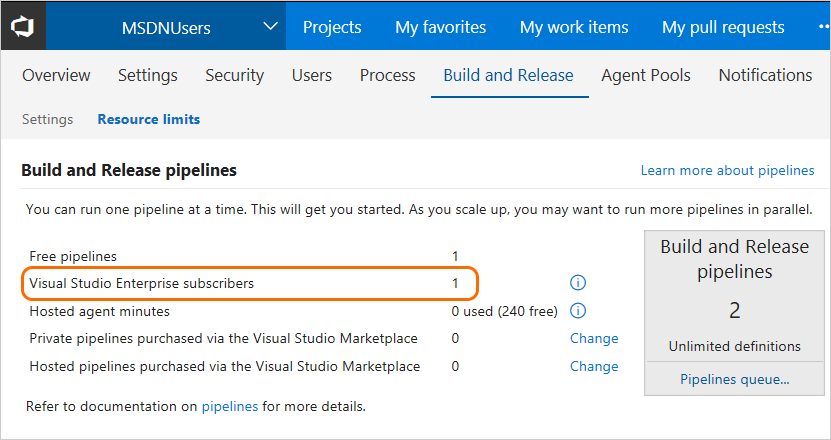 MSDNUsers Projects My favorites My work items My pull requests ...
Overview Settings Security Users Process Build and Release Agent Pools Notifications
Settings Resource limits
Build and Release pipelines Learn more about pipelines
You can run one pipeline at a time. This will get you started. As you scale up, you may want to run more pipelines in parallel.
Free pipelines 1
Visual Studio Enterprise subscribers 1
Hosted agent minutes 0 used (240 free)
Private pipelines purchased via the Visual Studio Marketplace 0 Change
Hosted pipelines purchased via the Visual Studio Marketplace 0 Change
Build and Release
pipelines
2
Unlimited definitions
Pipelines queue...
Refer to documentation on pipelines for more details.